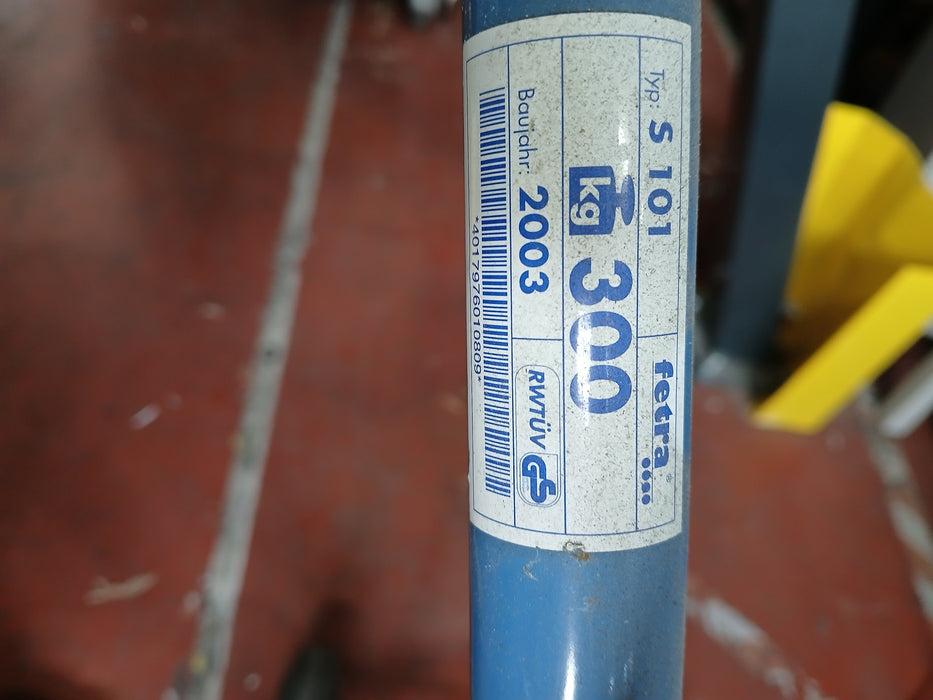 Typ: S 101
fetra
kg 300
Baujahr: 2003
RWTÜV GS
*4017976010809*